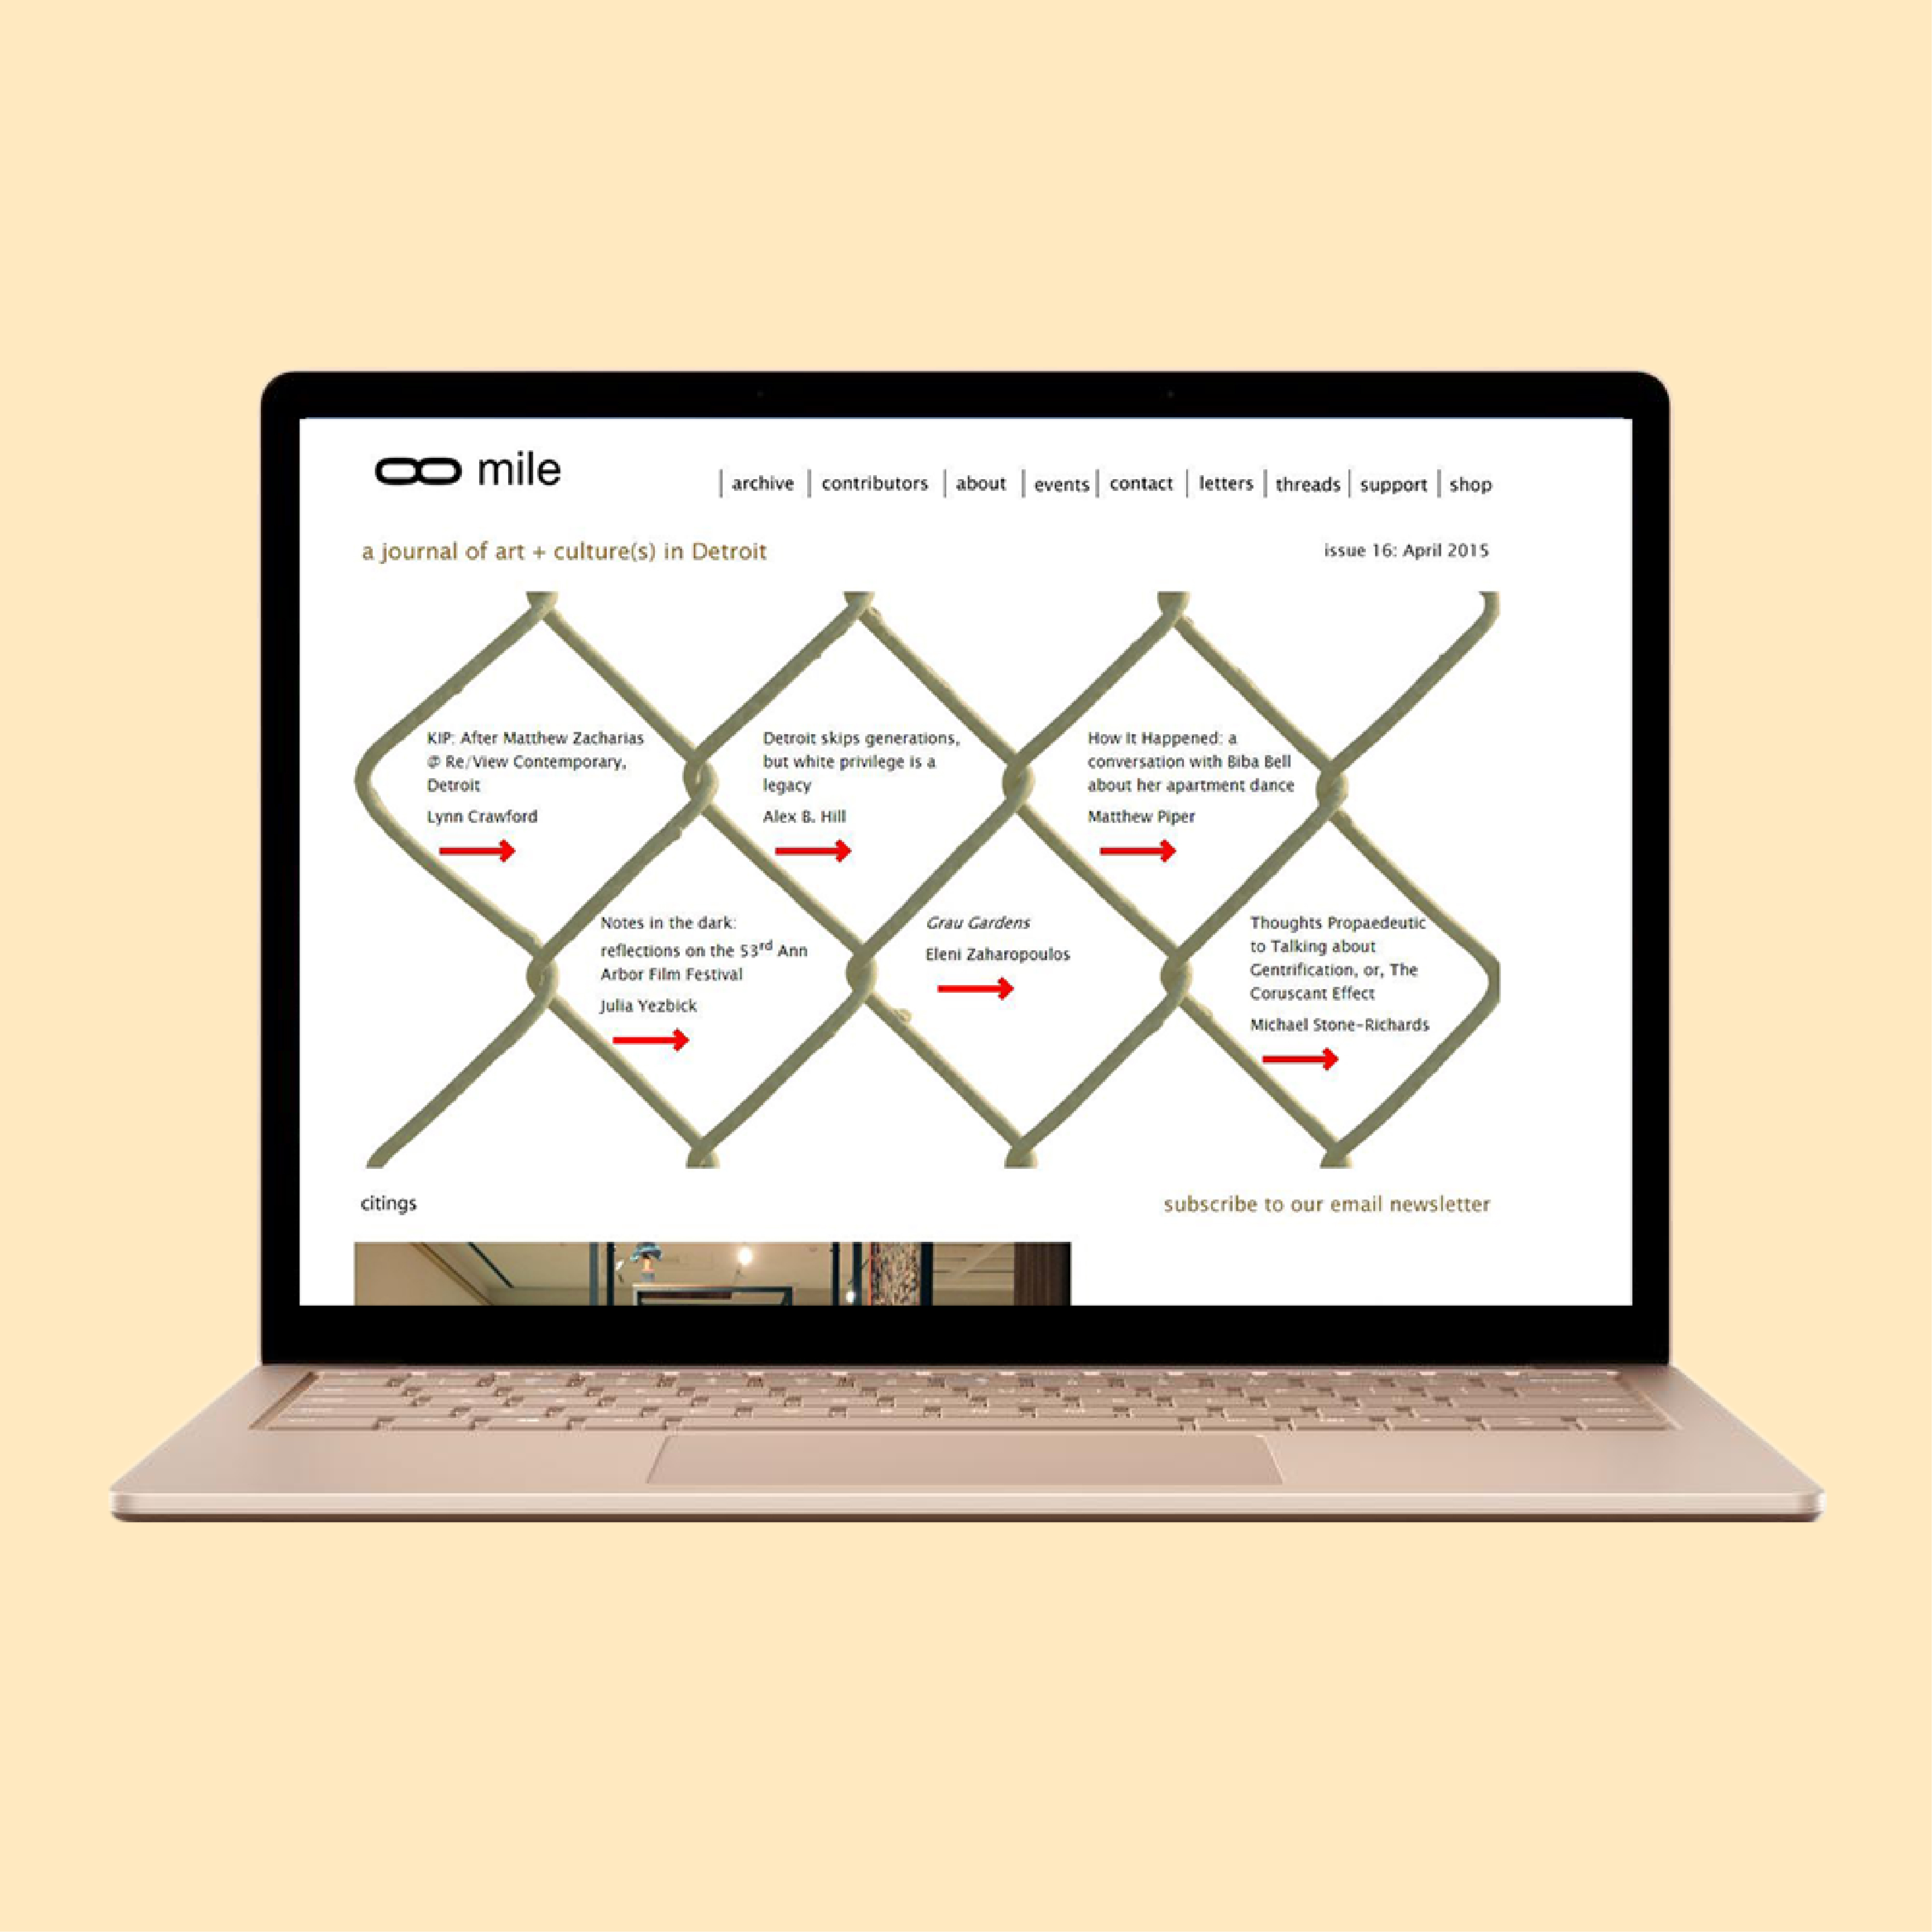 mile
archive
contributors
about
events
contact
letters
threads
support
shop
a journal of art + culture(s) in Detroit
issue 16: April 2015
KIP: After Matthew Zacharias
@ Re/View Contemporary,
Detroit
Lynn Crawford
Detroit skips generations,
but white privilege is a
legacy
Alex B. Hill
How It Happened: a
conversation with Biba Bell
about her apartment dance
Matthew Piper
Notes in the dark:
reflections on the 53rd Ann
Arbor Film Festival
Julia Yezbick
Grau Gardens
Eleni Zaharopoulos
Thoughts Propaedeutic
to Talking about
Gentrification, or, The
Coruscant Effect
Michael Stone-Richards
citings
subscribe to our email newsletter